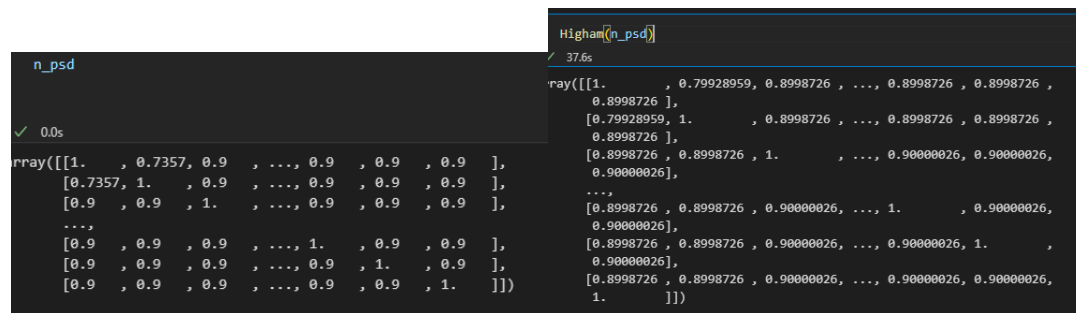 n_psd
✓ 0.0s
rray([[1.    , 0.7357, 0.9   , ..., 0.9   , 0.9   , 0.9   ],
[0.7357, 1.    , 0.9   , ..., 0.9   , 0.9   , 0.9   ],
[0.9   , 0.9   , 1.    , ..., 0.9   , 0.9   , 0.9   ],
...,
[0.9   , 0.9   , 0.9   , ..., 1.    , 0.9   , 0.9   ],
[0.9   , 0.9   , 0.9   , ..., 0.9   , 1.    , 0.9   ],
[0.9   , 0.9   , 0.9   , ..., 0.9   , 0.9   , 1.    ]])
Higham(n_psd)
✓ 37.6s
ray([[1.        , 0.79928959, 0.8998726 , ..., 0.8998726 , 0.8998726 ,
0.8998726 ],
[0.79928959, 1.        , 0.8998726 , ..., 0.8998726 , 0.8998726 ,
0.8998726 ],
[0.8998726 , 0.8998726 , 1.        , ..., 0.90000026, 0.90000026,
0.90000026],
...,
[0.8998726 , 0.8998726 , 0.90000026, ..., 1.        , 0.90000026,
0.90000026],
[0.8998726 , 0.8998726 , 0.90000026, ..., 0.90000026, 1.        ,
0.90000026],
[0.8998726 , 0.8998726 , 0.90000026, ..., 0.90000026, 0.90000026,
1.        ]])